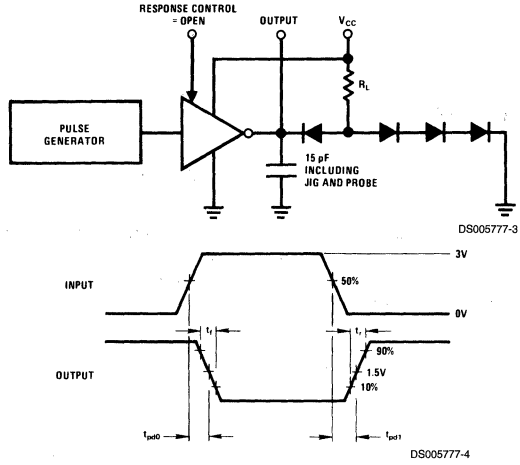 RESPONSE CONTROL
= OPEN
OUTPUT
VCC
RL
PULSE
GENERATOR
15 pF
INCLUDING
JIG AND PROBE
DS005777-3
3V
INPUT
50%
0V
tf
tr
90%
OUTPUT
1.5V
10%
tpd0
tpd1
DS005777-4